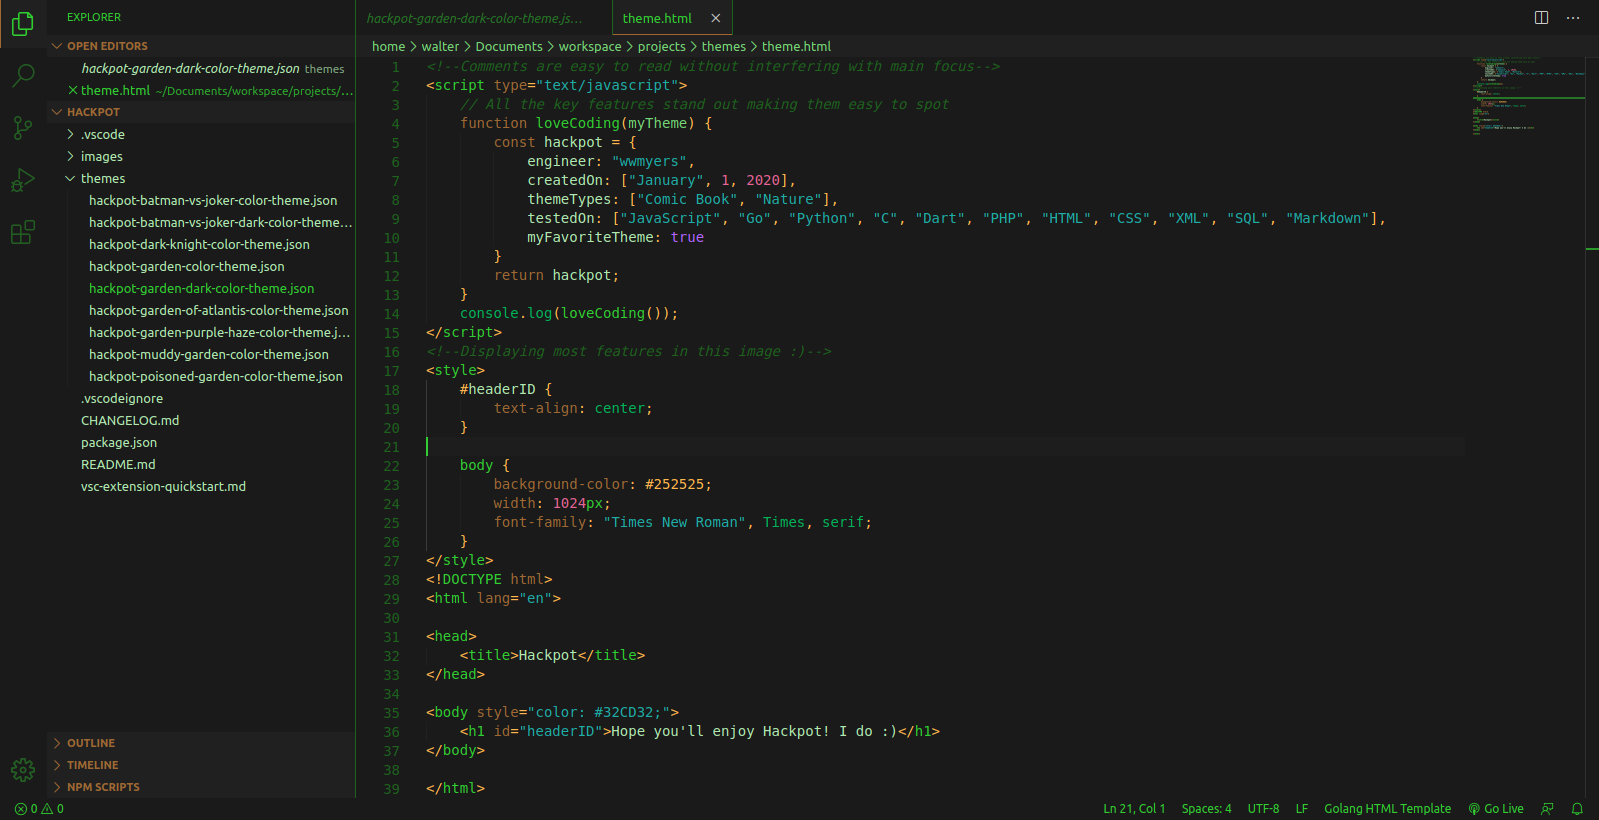 EXPLORER
OPEN EDITORS
hackpot-garden-dark-color-theme.json themes
theme.html ~/Documents/workspace/projects/...
HACKPOT
.vscode
images
themes
hackpot-batman-vs-joker-color-theme.json
hackpot-batman-vs-joker-dark-color-theme...
hackpot-dark-knight-color-theme.json
hackpot-garden-color-theme.json
hackpot-garden-dark-color-theme.json
hackpot-garden-of-atlantis-color-theme.json
hackpot-garden-purple-haze-color-theme.j...
hackpot-muddy-garden-color-theme.json
hackpot-poisoned-garden-color-theme.json
.vscodeignore
CHANGELOG.md
package.json
README.md
vsc-extension-quickstart.md
OUTLINE
TIMELINE
NPM SCRIPTS
hackpot-garden-dark-color-theme.js... theme.html
home > walter > Documents > workspace > projects > themes > theme.html
1 <!--Comments are easy to read without interfering with main focus-->
2 <script type="text/javascript">
3 // All the key features stand out making them easy to spot
4 function loveCoding(myTheme) {
5 const hackpot = {
6 engineer: "wwmyers",
7 createdOn: ["January", 1, 2020],
8 themeTypes: ["Comic Book", "Nature"],
9 testedOn: ["JavaScript", "Go", "Python", "C", "Dart", "PHP", "HTML", "CSS", "XML", "SQL", "Markdown"],
10 myFavoriteTheme: true
11 }
12 return hackpot;
13 }
14 console.log(loveCoding());
15 </script>
16 <!--Displaying most features in this image :)-->
17 <style>
18 #headerID {
19 text-align: center;
20 }
21
22 body {
23 background-color: #252525;
24 width: 1024px;
25 font-family: "Times New Roman", Times, serif;
26 }
27 </style>
28 <!DOCTYPE html>
29 <html lang="en">
30
31 <head>
32 <title>Hackpot</title>
33 </head>
34
35 <body style="color: #32CD32;">
36 <h1 id="headerID">Hope you'll enjoy Hackpot! I do :)</h1>
37 </body>
38
39 </html>
0 0 Ln 21, Col 1 Spaces: 4 UTF-8 LF Golang HTML Template Go Live